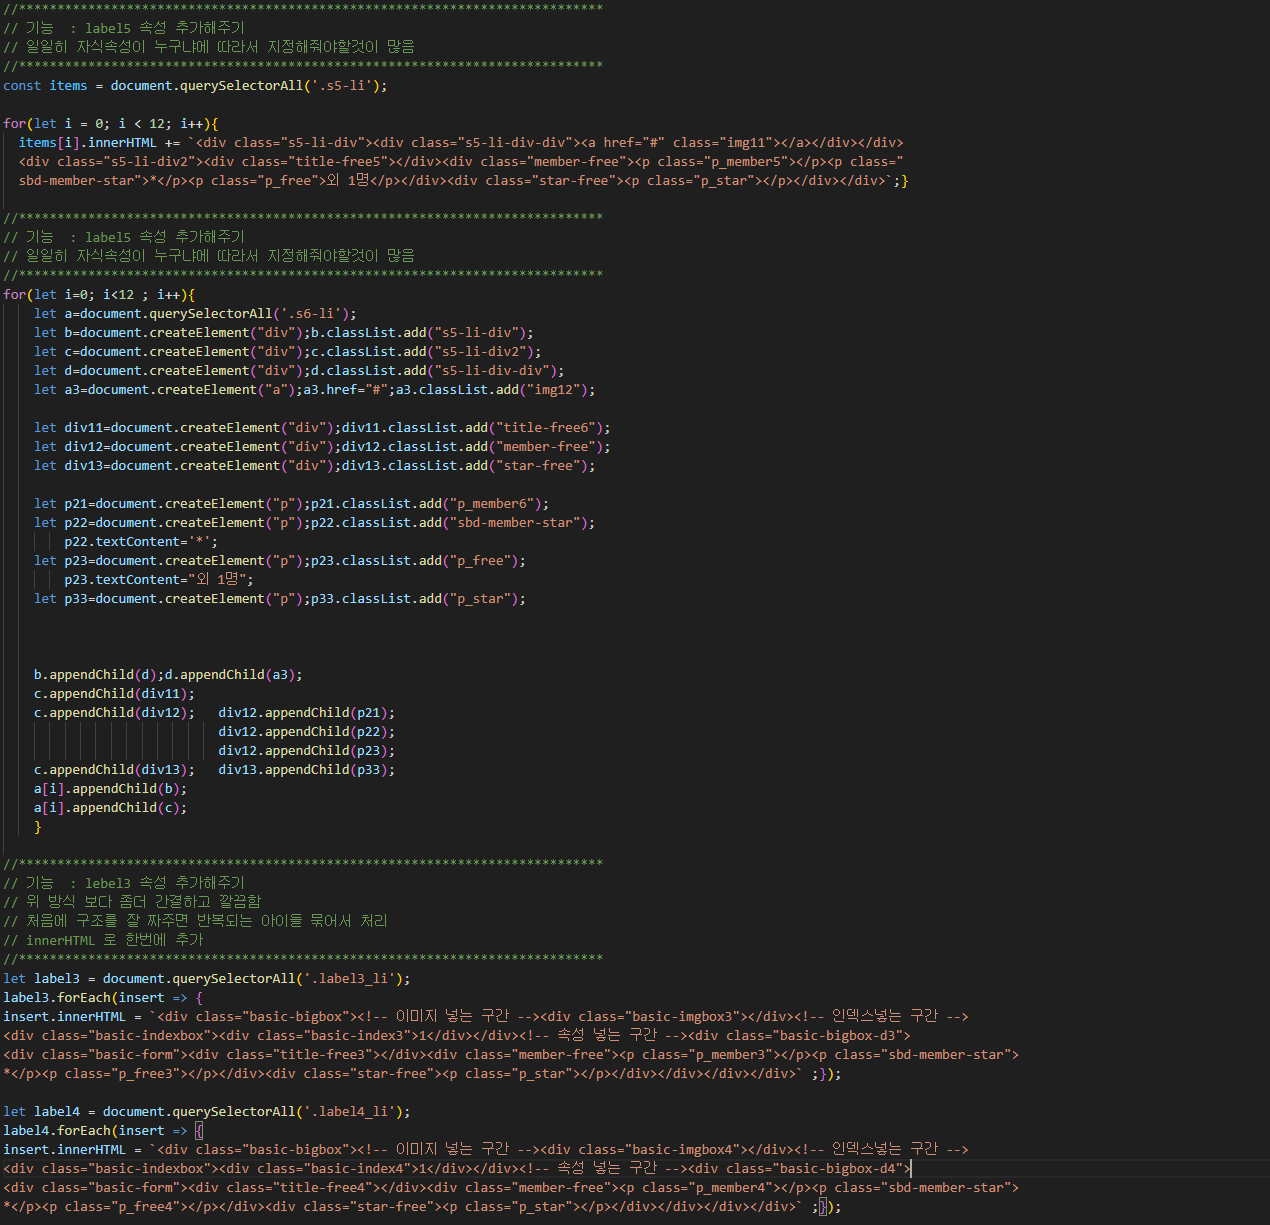 //****************************************************************************
// 기능  : label5 속성 추가해주기
// 일일히 자식속성이 누구냐에 따라서 지정해줘야할것이 많음
//****************************************************************************
const items = document.querySelectorAll('.s5-li');
for(let i = 0; i < 12; i++){
  items[i].innerHTML += `<div class="s5-li-div"><div class="s5-li-div-div"><a href="#" class="img11"></a></div></div>
  <div class="s5-li-div2"><div class="title-free5"></div><div class="member-free"><p class="p_member5"></p><p class="
  sbd-member-star">*</p><p class="p_free">외 1명</p></div><div class="star-free"><p class="p_star"></p></div></div>`;}
//****************************************************************************
// 기능  : label5 속성 추가해주기
// 일일히 자식속성이 누구냐에 따라서 지정해줘야할것이 많음
//****************************************************************************
for(let i=0; i<12 ; i++){
    let a=document.querySelectorAll('.s6-li');
    let b=document.createElement("div");b.classList.add("s5-li-div");
    let c=document.createElement("div");c.classList.add("s5-li-div2");
    let d=document.createElement("div");d.classList.add("s5-li-div-div");
    let a3=document.createElement("a");a3.href="#";a3.classList.add("img12");
    let div11=document.createElement("div");div11.classList.add("title-free6");
    let div12=document.createElement("div");div12.classList.add("member-free");
    let div13=document.createElement("div");div13.classList.add("star-free");
    let p21=document.createElement("p");p21.classList.add("p_member6");
    let p22=document.createElement("p");p22.classList.add("sbd-member-star");
        p22.textContent='*';
    let p23=document.createElement("p");p23.classList.add("p_free");
        p23.textContent="외 1명";
    let p33=document.createElement("p");p33.classList.add("p_star");
    b.appendChild(d);d.appendChild(a3);
    c.appendChild(div11);
    c.appendChild(div12);   div12.appendChild(p21);
                            div12.appendChild(p22);
                            div12.appendChild(p23);
    c.appendChild(div13);   div13.appendChild(p33);
    a[i].appendChild(b);
    a[i].appendChild(c);
    }
//****************************************************************************
// 기능  : lebel3 속성 추가해주기
// 위 방식 보다 좀더 간결하고 깔끔함
// 처음에 구조를 잘 짜주면 반복되는 아이들 묶어서 처리
// innerHTML 로 한번에 추가
//****************************************************************************
let label3 = document.querySelectorAll('.label3_li');
label3.forEach(insert => {
insert.innerHTML = `<div class="basic-bigbox"><!-- 이미지 넣는 구간 --><div class="basic-imgbox3"></div><!-- 인덱스넣는 구간 -->
<div class="basic-indexbox"><div class="basic-index3">1</div></div><!-- 속성 넣는 구간 --><div class="basic-bigbox-d3">
<div class="basic-form"><div class="title-free3"></div><div class="member-free"><p class="p_member3"></p><p class="sbd-member-star">
*</p><p class="p_free3"></p></div><div class="star-free"><p class="p_star"></p></div></div></div></div>` ;});
let label4 = document.querySelectorAll('.label4_li');
label4.forEach(insert => {
insert.innerHTML = `<div class="basic-bigbox"><!-- 이미지 넣는 구간 --><div class="basic-imgbox4"></div><!-- 인덱스넣는 구간 -->
<div class="basic-indexbox"><div class="basic-index4">1</div></div><!-- 속성 넣는 구간 --><div class="basic-bigbox-d4">
<div class="basic-form"><div class="title-free4"></div><div class="member-free"><p class="p_member4"></p><p class="sbd-member-star">
*</p><p class="p_free4"></p></div><div class="star-free"><p class="p_star"></p></div></div></div></div>` ;});